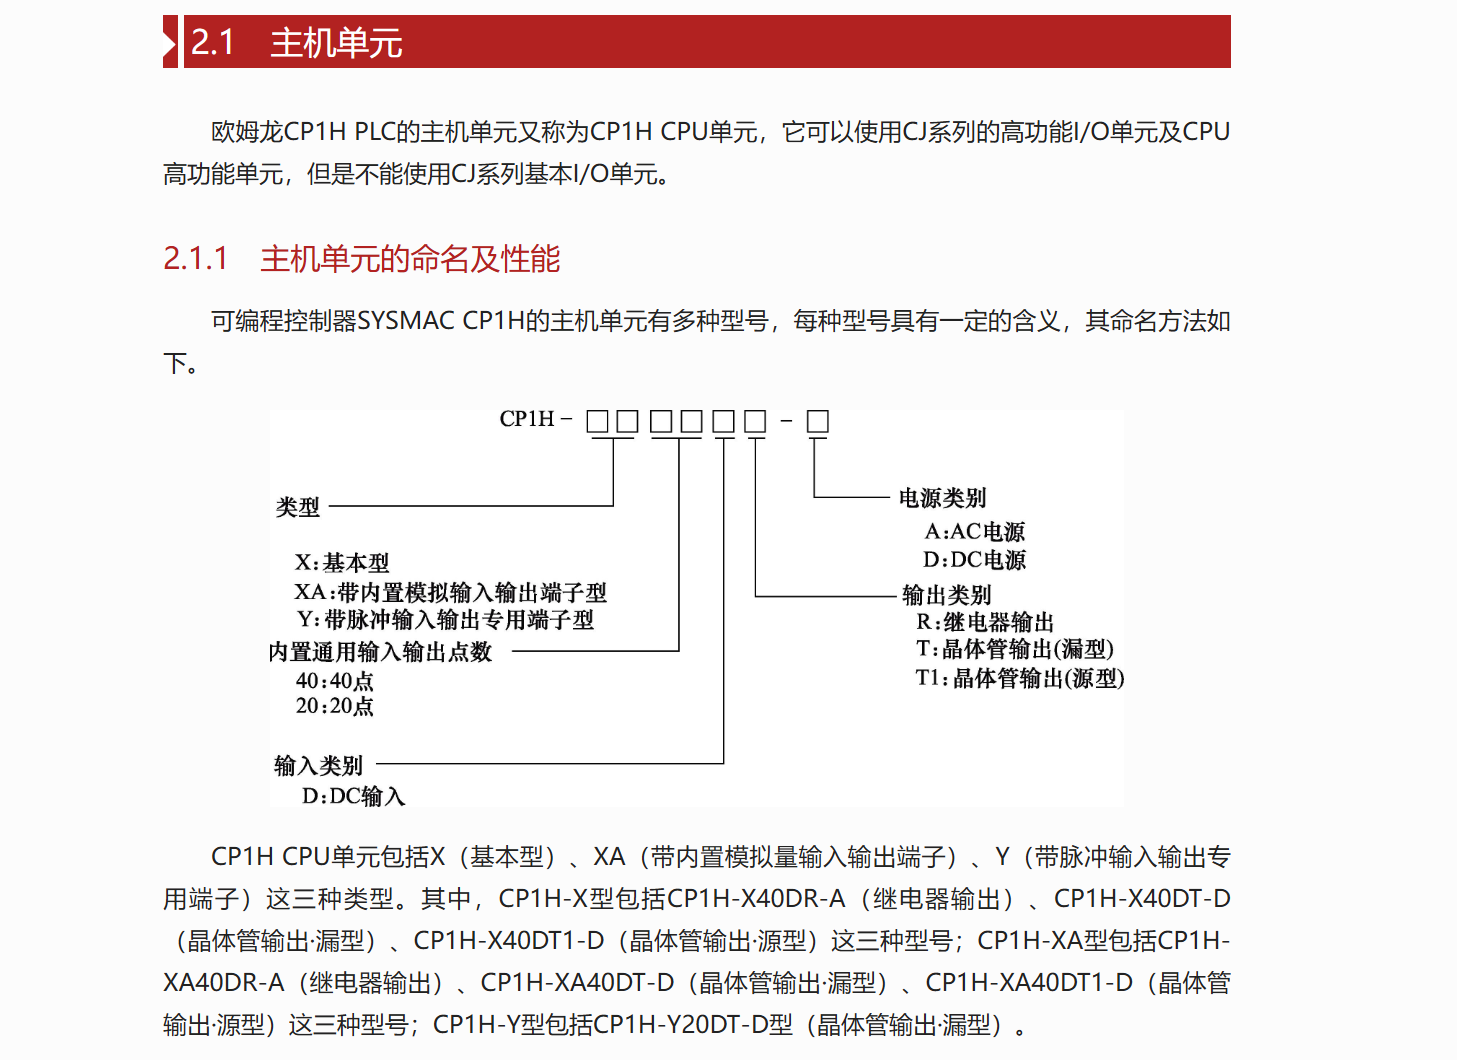 2.1 主机单元
欧姆龙CP1H PLC的主机单元又称为CP1H CPU单元，它可以使用CJ系列的高功能I/O单元及CPU
高功能单元，但是不能使用CJ系列基本I/O单元。
2.1.1 主机单元的命名及性能
可编程控制器SYSMAC CP1H的主机单元有多种型号，每种型号具有一定的含义，其命名方法如
下。
CP1H－□□ □□ □ □ － □
类型
X:基本型
XA:带内置模拟输入输出端子型
Y:带脉冲输入输出专用端子型
内置通用输入输出点数
40:40点
20:20点
输入类别
D:DC输入
电源类别
A:AC电源
D:DC电源
输出类别
R:继电器输出
T:晶体管输出(漏型)
T1:晶体管输出(源型)
CP1H CPU单元包括X（基本型）、XA（带内置模拟量输入输出端子）、Y（带脉冲输入输出专
用端子）这三种类型。其中，CP1H-X型包括CP1H-X40DR-A（继电器输出）、CP1H-X40DT-D
（晶体管输出·漏型）、CP1H-X40DT1-D（晶体管输出·源型）这三种型号；CP1H-XA型包括CP1H-
XA40DR-A（继电器输出）、CP1H-XA40DT-D（晶体管输出·漏型）、CP1H-XA40DT1-D（晶体管
输出·源型）这三种型号；CP1H-Y型包括CP1H-Y20DT-D型（晶体管输出·漏型）。